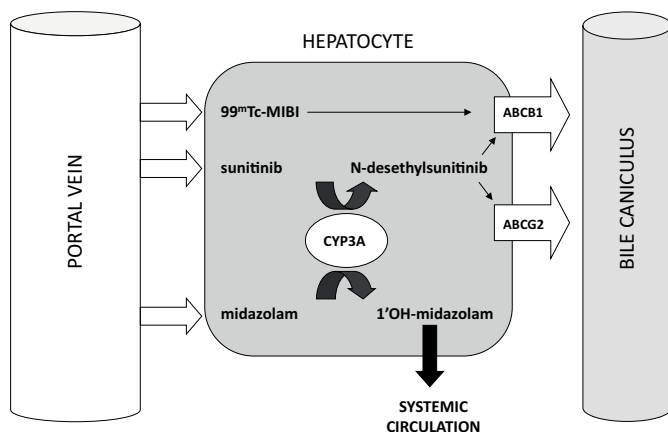 HEPATOCYTE
PORTAL VEIN
99ᵐTc-MIBI
ABCB1
sunitinib
N-desethylsunitinib
ABCG2
CYP3A
midazolam
1'OH-midazolam
SYSTEMIC
CIRCULATION
BILE CANICULUS